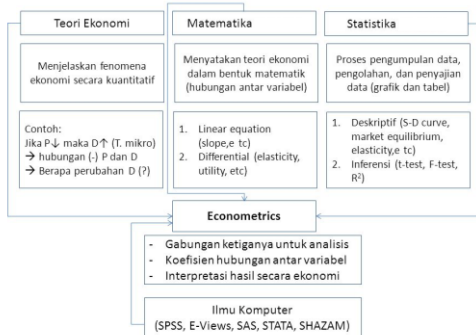 Teori Ekonomi
Menjelaskan fenomena
ekonomi secara kuantitatif
Contoh:
Jika P↓ maka D↑ (T. mikro)
→ hubungan (-) P dan D
→ Berapa perubahan D (?)
Matematika
Menyatakan teori ekonomi
dalam bentuk matematik
(hubungan antar variabel)
1. Linear equation
(slope,e tc)
2. Differential (elasticity,
utility, etc)
Statistika
Proses pengumpulan data,
pengolahan, dan penyajian
data (grafik dan tabel)
1. Deskriptif (S-D curve,
market equilibrium,
elasticity,e tc)
2. Inferensi (t-test, F-test,
R²)
Econometrics
- Gabungan ketiganya untuk analisis
- Koefisien hubungan antar variabel
- Interpretasi hasil secara ekonomi
Ilmu Komputer
(SPSS, E-Views, SAS, STATA, SHAZAM)